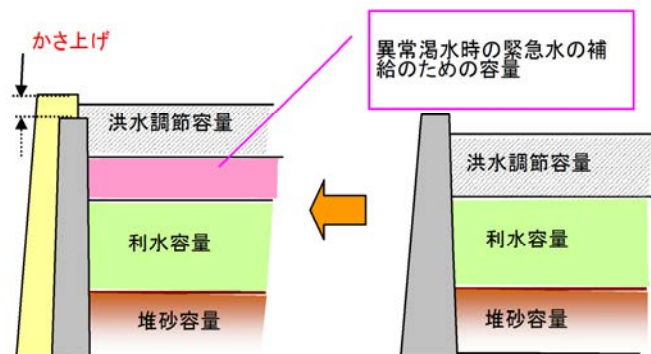 かさ上げ
異常渇水時の緊急水の補
給のための容量
洪水調節容量
利水容量
堆砂容量
洪水調節容量
利水容量
堆砂容量